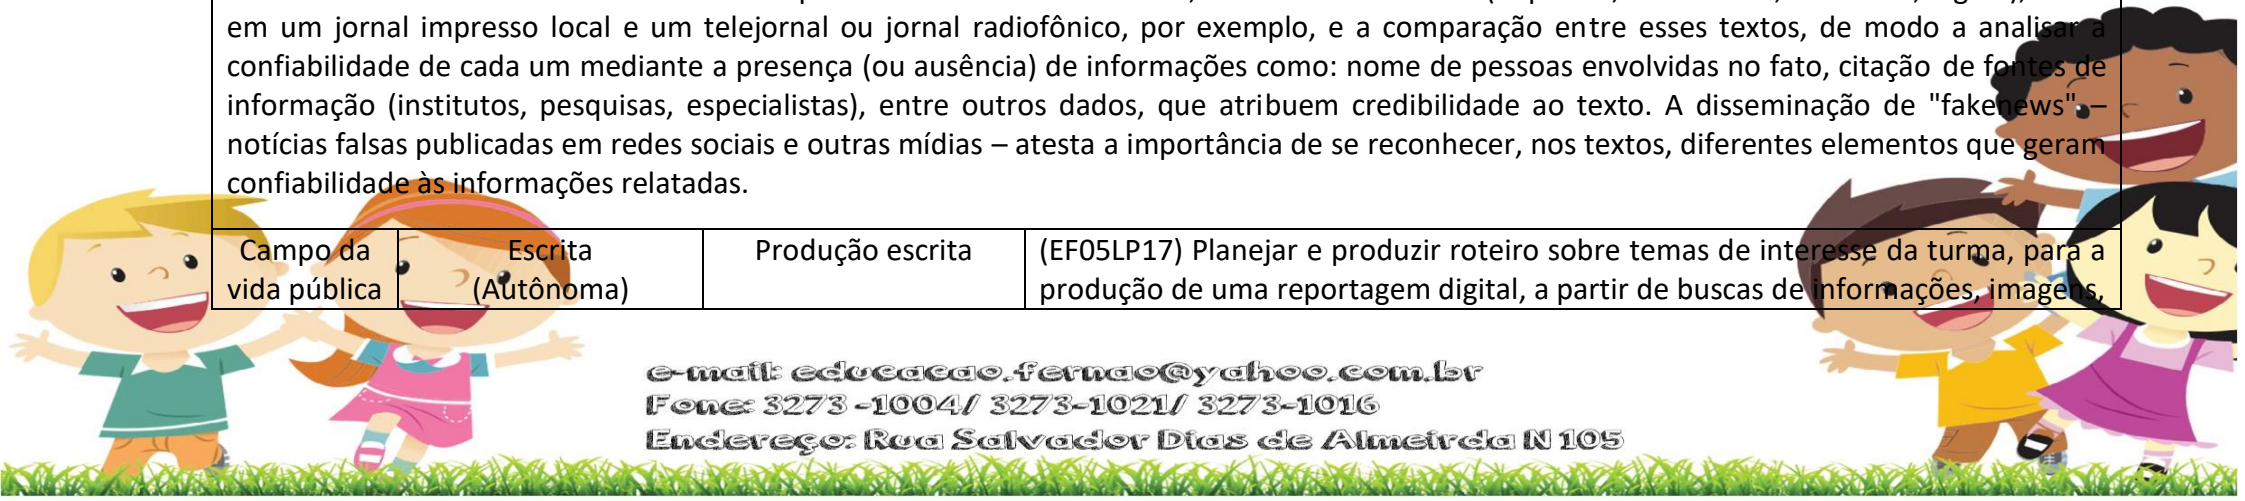 em um jornal impresso local e um telejornal ou jornal radiofônico, por exemplo, e a comparação entre esses textos, de modo a analisar a
confiabilidade de cada um mediante a presença (ou ausência) de informações como: nome de pessoas envolvidas no fato, citação de fontes de
informação (institutos, pesquisas, especialistas), entre outros dados, que atribuem credibilidade ao texto. A disseminação de "fakenews" –
notícias falsas publicadas em redes sociais e outras mídias – atesta a importância de se reconhecer, nos textos, diferentes elementos que geram
confiabilidade às informações relatadas.
Campo da
vida pública
Escrita
(Autônoma)
Produção escrita
(EF05LP17) Planejar e produzir roteiro sobre temas de interesse da turma, para a
produção de uma reportagem digital, a partir de buscas de informações, imagens,
e-mail: educacao.fernao@yahoo.com.br
Fone: 3273 -1004/ 3273-1021/ 3273-1016
Endereço: Rua Salvador Dias de Almeirda N 105